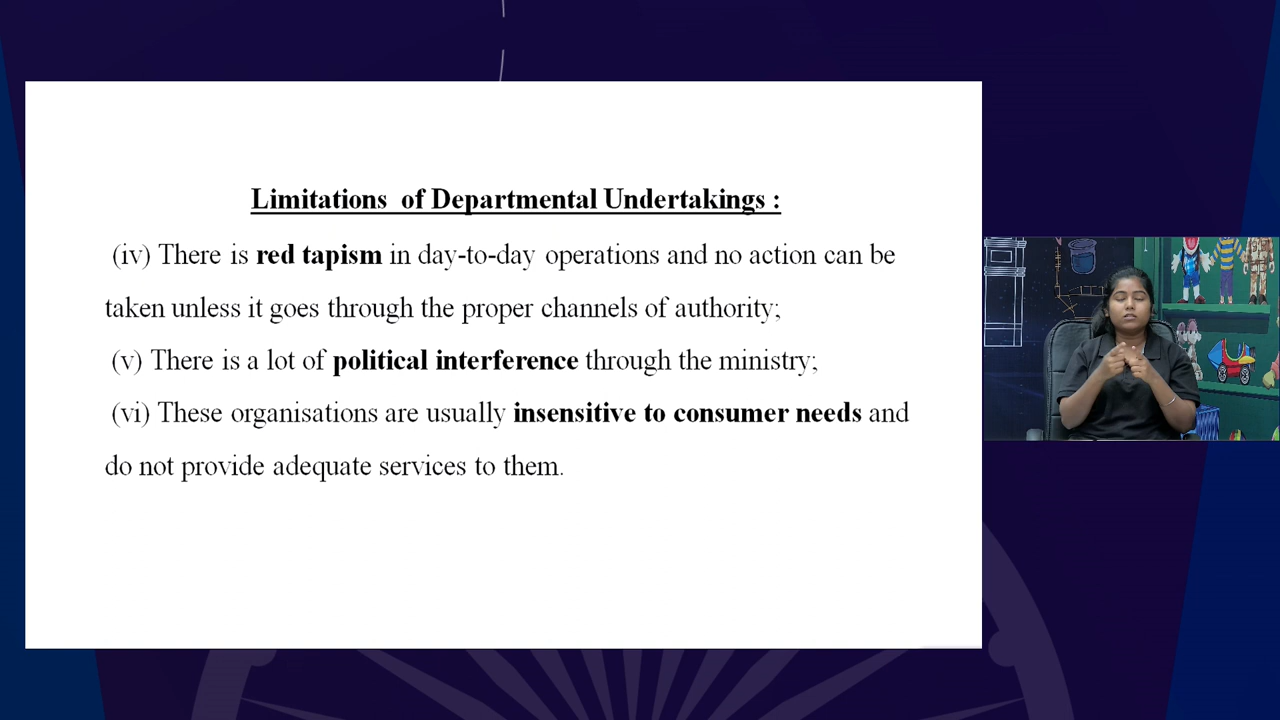 Limitations of Departmental Undertakings :
(iv) There is red tapism in day-to-day operations and no action can be
taken unless it goes through the proper channels of authority;
(v) There is a lot of political interference through the ministry;
(vi) These organisations are usually insensitive to consumer needs and
do not provide adequate services to them.